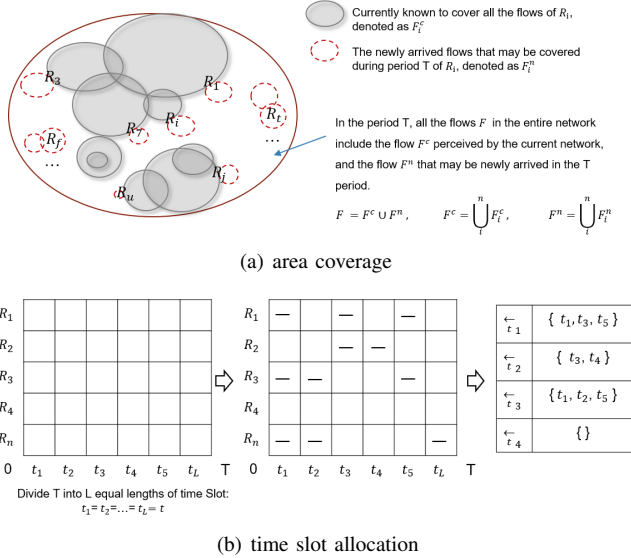 Currently known to cover all the flows of R_i,
denoted as F_i^c
The newly arrived flows that may be covered
during period T of R_i, denoted as F_i^n
R_3
R_1
R_t
R_i
R_r
R_f
...
...
R_j
R_u
In the period T, all the flows F in the entire network
include the flow F^c perceived by the current network,
and the flow F^n that may be newly arrived in the T
period.
F = F^c ∪ F^n , F^c = ⋃_i^n F_i^c , F^n = ⋃_i^n F_i^n
(a) area coverage
R_1
R_2
R_3
R_4
R_n
0 t_1 t_2 t_3 t_4 t_5 t_L T
Divide T into L equal lengths of time Slot:
t_1= t_2=...= t_L= t
R_1
R_2
R_3
R_4
R_n
0 t_1 t_2 t_3 t_4 t_5 t_L T
←t 1 { t_1,t_3, t_5 }
←t 2 { t_3, t_4 }
←t 3 { t_1, t_2, t_5 }
←t 4 { }
(b) time slot allocation